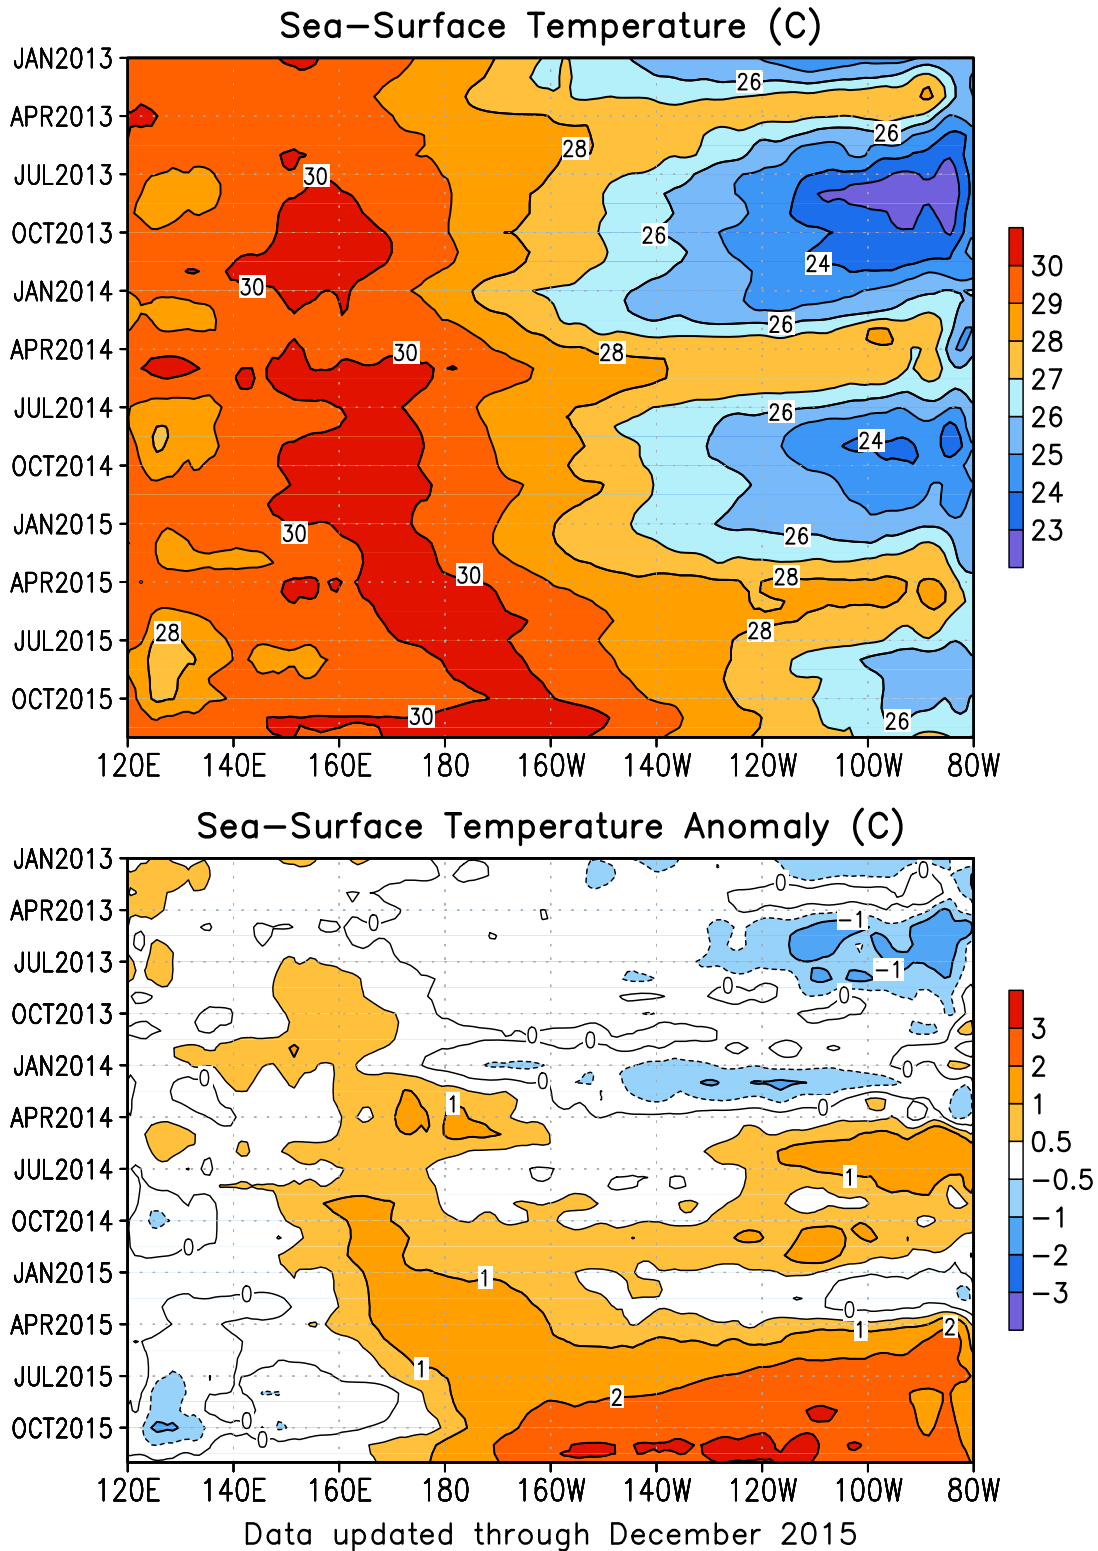 Sea-Surface Temperature (C)
JAN2013
APR2013
JUL2013
OCT2013
JAN2014
APR2014
JUL2014
OCT2014
JAN2015
APR2015
JUL2015
OCT2015
26
26
28
30
26
24
30
26
30
28
26
24
30
26
30
28
28
28
30
26
120E 140E 160E 180 160W 140W 120W 100W 80W
30
29
28
27
26
25
24
23
Sea-Surface Temperature Anomaly (C)
JAN2013
APR2013
JUL2013
OCT2013
JAN2014
APR2014
JUL2014
OCT2014
JAN2015
APR2015
JUL2015
OCT2015
0
0
0
-1
-1
0
0
0
0
0
0
1
0
1
0
1
0
0
1
2
1
2
0
0
120E 140E 160E 180 160W 140W 120W 100W 80W
3
2
1
0.5
-0.5
-1
-2
-3
Data updated through December 2015